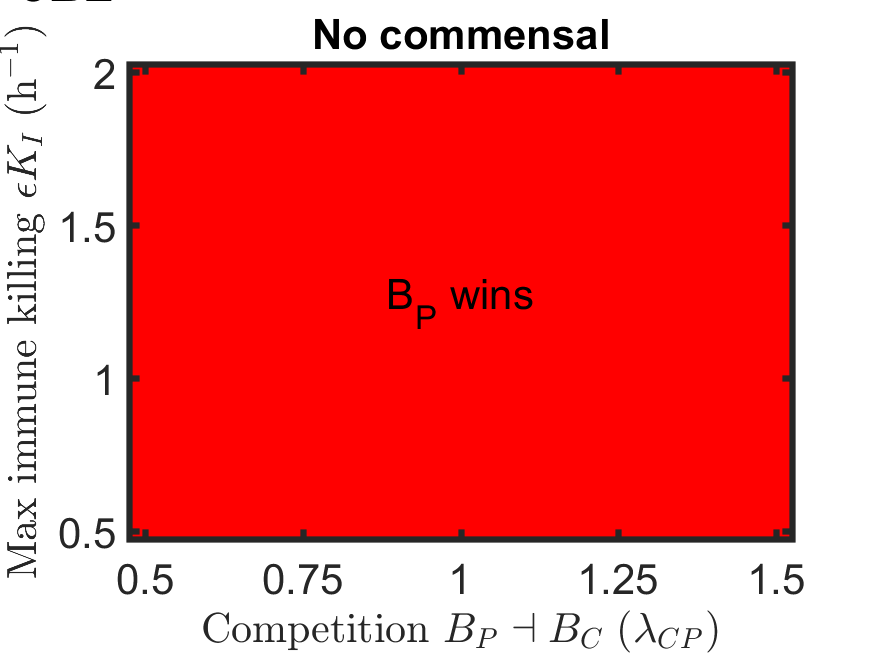 No commensal
Max immune killing ϵK_I (h⁻¹)
2
1.5
1
0.5
B_P wins
0.5 0.75 1 1.25 1.5
Competition B_P ⊣ B_C (λ_CP)